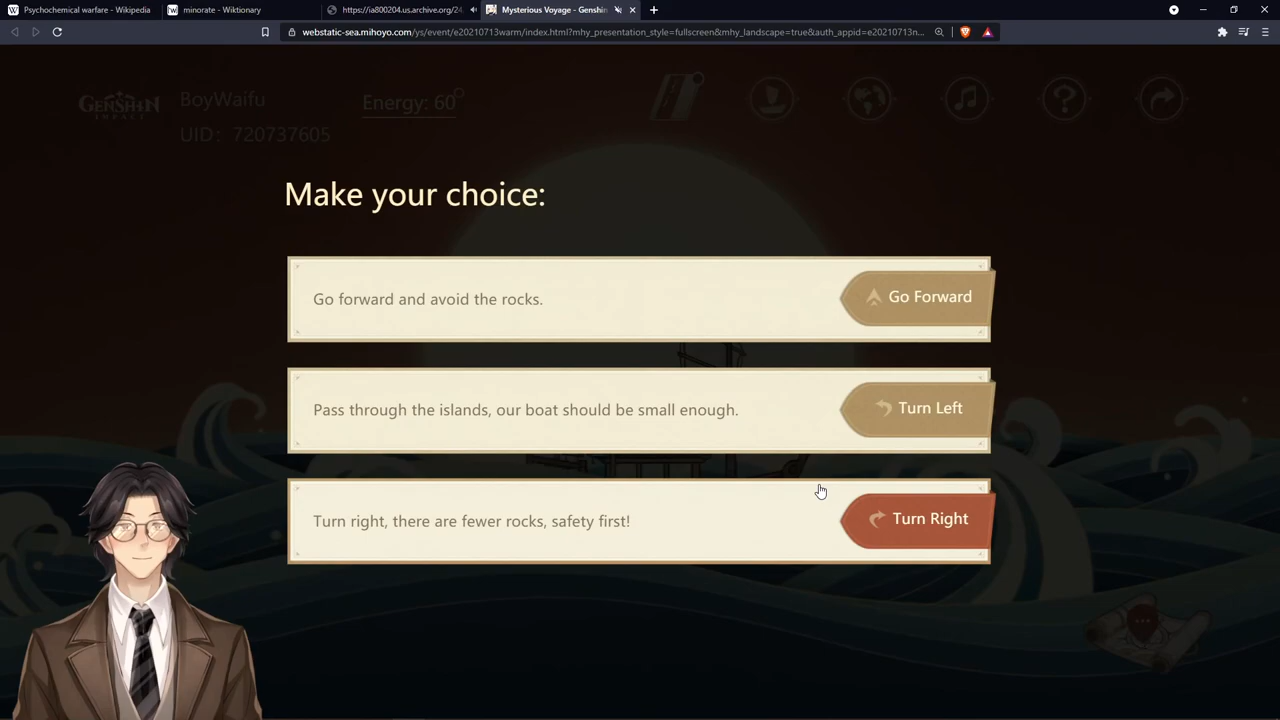 Psychochemical warfare - Wikipedia
minorate - Wiktionary
https://ia800204.us.archive.org/24
Mysterious Voyage - Genshin
webstatic-sea.mihoyo.com/ys/event/e20210713warm/index.html?mhy_presentation_style=fullscreen&mhy_landscape=true&auth_appid=e20210713n...
GENSHIN
IMPACT
BoyWaifu
UID: 720737605
Energy: 60
Make your choice:
Go forward and avoid the rocks.
Go Forward
Pass through the islands, our boat should be small enough.
Turn Left
Turn right, there are fewer rocks, safety first!
Turn Right